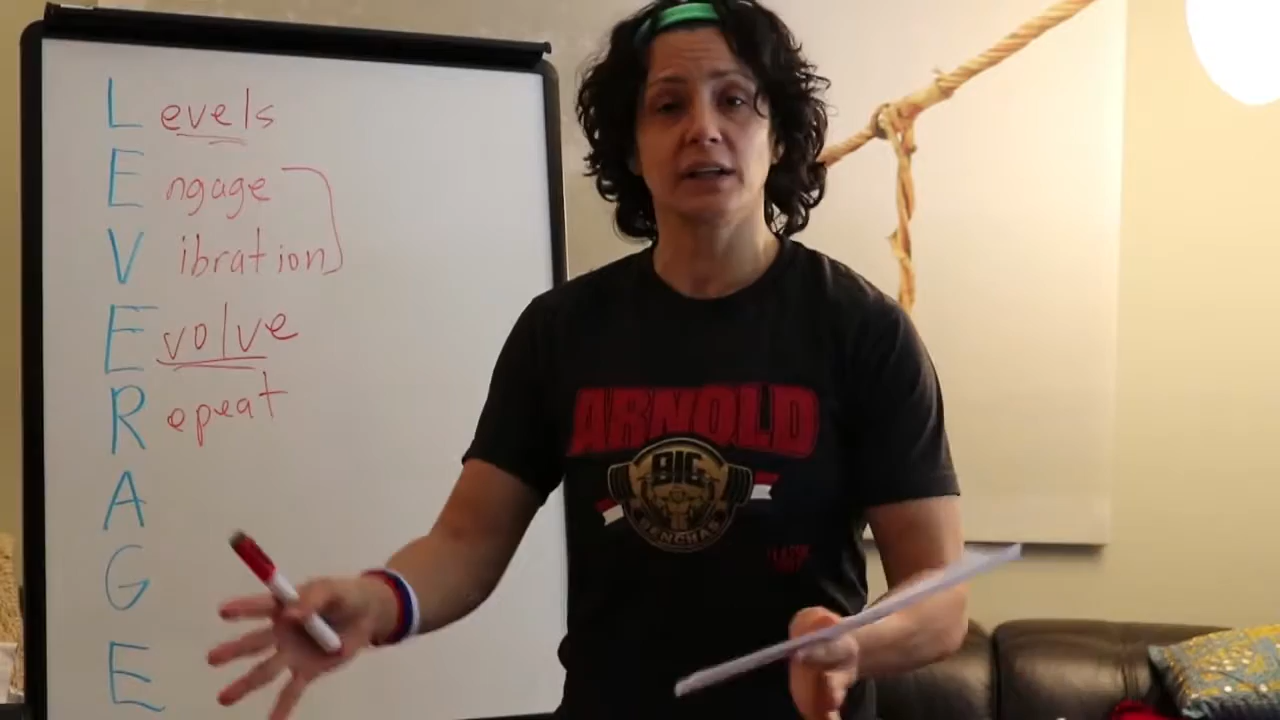 Levels
Engage
Vibration
Evolve
Repeat
A
G
E
ARNOLD
BIG